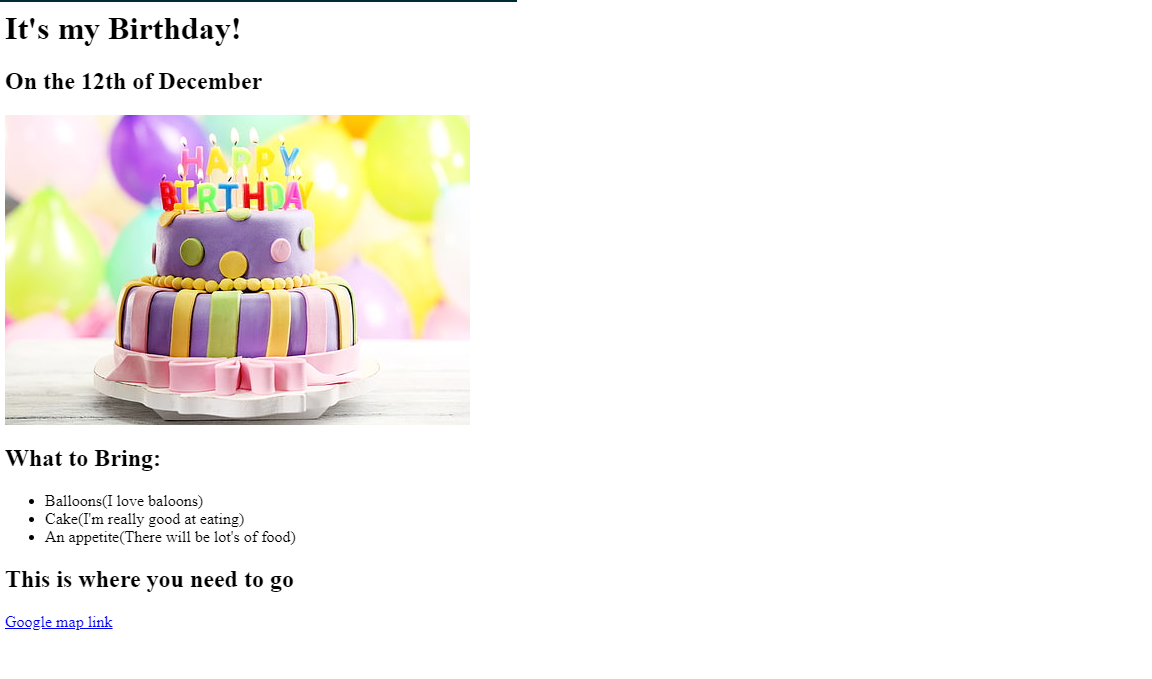 It's my Birthday!
On the 12th of December
HAPPY
BIRTHDAY
What to Bring:
Balloons(I love baloons)
Cake(I'm really good at eating)
An appetite(There will be lot's of food)
This is where you need to go
Google map link